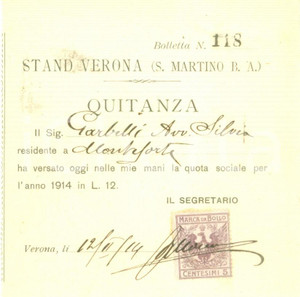 Bolletta N. 118
STAND VERONA (S. MARTINO B. A.)
QUITANZA
Il Sig. Garbelli Avv. Silvio
residente a Monteforte
ha versato oggi nelle mie mani la quota sociale per
l'anno 1914 in L. 12.
IL SEGRETARIO
MARCA DA BOLLO
CENTESIMI 5
Verona, li 12/II/14